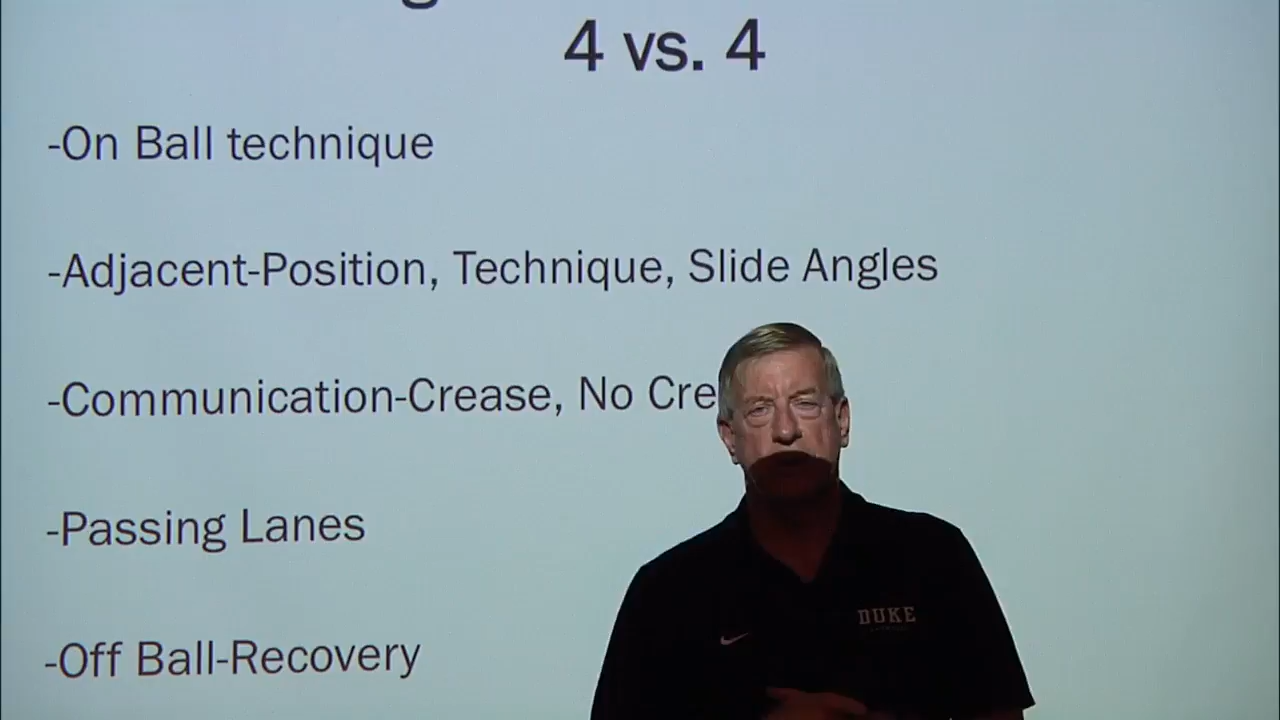 4 vs. 4
-On Ball technique
-Adjacent-Position, Technique, Slide Angles
-Communication-Crease, No Cre
-Passing Lanes
-Off Ball-Recovery
DUKE